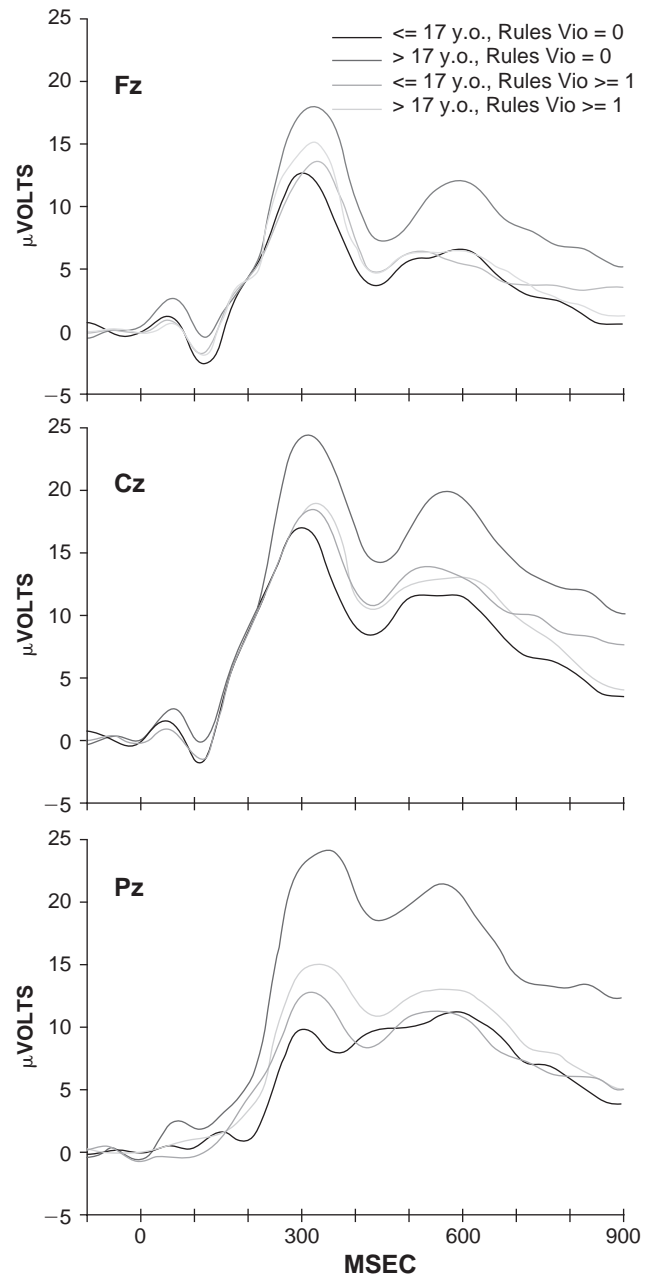 25
<= 17 y.o., Rules Vio = 0
> 17 y.o., Rules Vio = 0
<= 17 y.o., Rules Vio >= 1
> 17 y.o., Rules Vio >= 1
20
Fz
15
µVOLTS
10
5
0
−5
25
Cz
20
15
µVOLTS
10
5
0
−5
25
Pz
20
15
µVOLTS
10
5
0
−5
0 300 600 900
MSEC